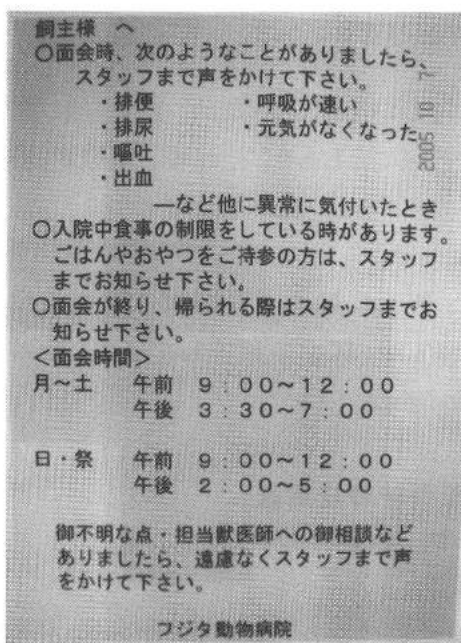 飼主様 へ
○面会時、次のようなことがありましたら、
スタッフまで声をかけて下さい。
・排便 ・呼吸が速い
・排尿 ・元気がなくなった
・嘔吐
・出血
―など他に異常に気付いたとき
○入院中食事の制限をしている時があります。
ごはんやおやつをご持参の方は、スタッフ
までお知らせ下さい。
○面会が終り、帰られる際はスタッフまでお
知らせ下さい。
<面会時間>
月~土 午前 9:00~12:00
午後 3:30~7:00
日・祭 午前 9:00~12:00
午後 2:00~5:00
御不明な点・担当獣医師への御相談など
ありましたら、遠慮なくスタッフまで声
をかけて下さい。
フジタ動物病院
2005 10 7